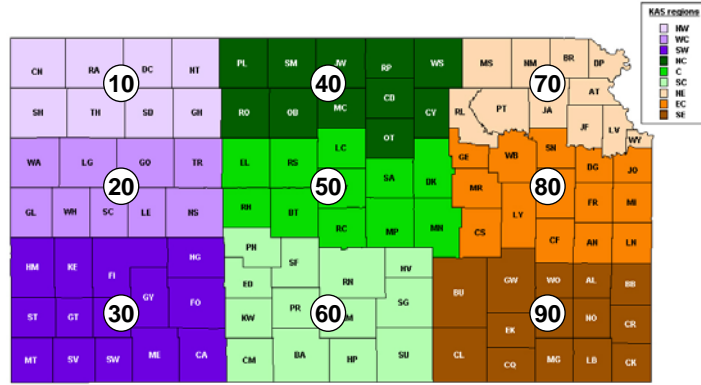 KAS regions
NW
WC
SW
NC
C
SC
NE
EC
SE
CN RA DC NT
10
SH TH SD GH
PL SM JW RP WS
40
RO OB MC CD CY
OT
MS NM BR DP
70
RL PT JA AT
JF LV WY
WA LG GO TR
20
GL WH SC LE NS
EL RS LC SA DK
50
RH BT RC MP MN
GE WB SN DG JO
80
MR LY FR MI
CS CF AN LN
HM KE FI HG
GY FO
30
ST GT
MT SV SW ME CA
PN SF RN HV
ED PR SG
60
KW M
CM BA HP SU
BU GW WO AL BB
90
EK NO CR
CL CQ MG LB CK